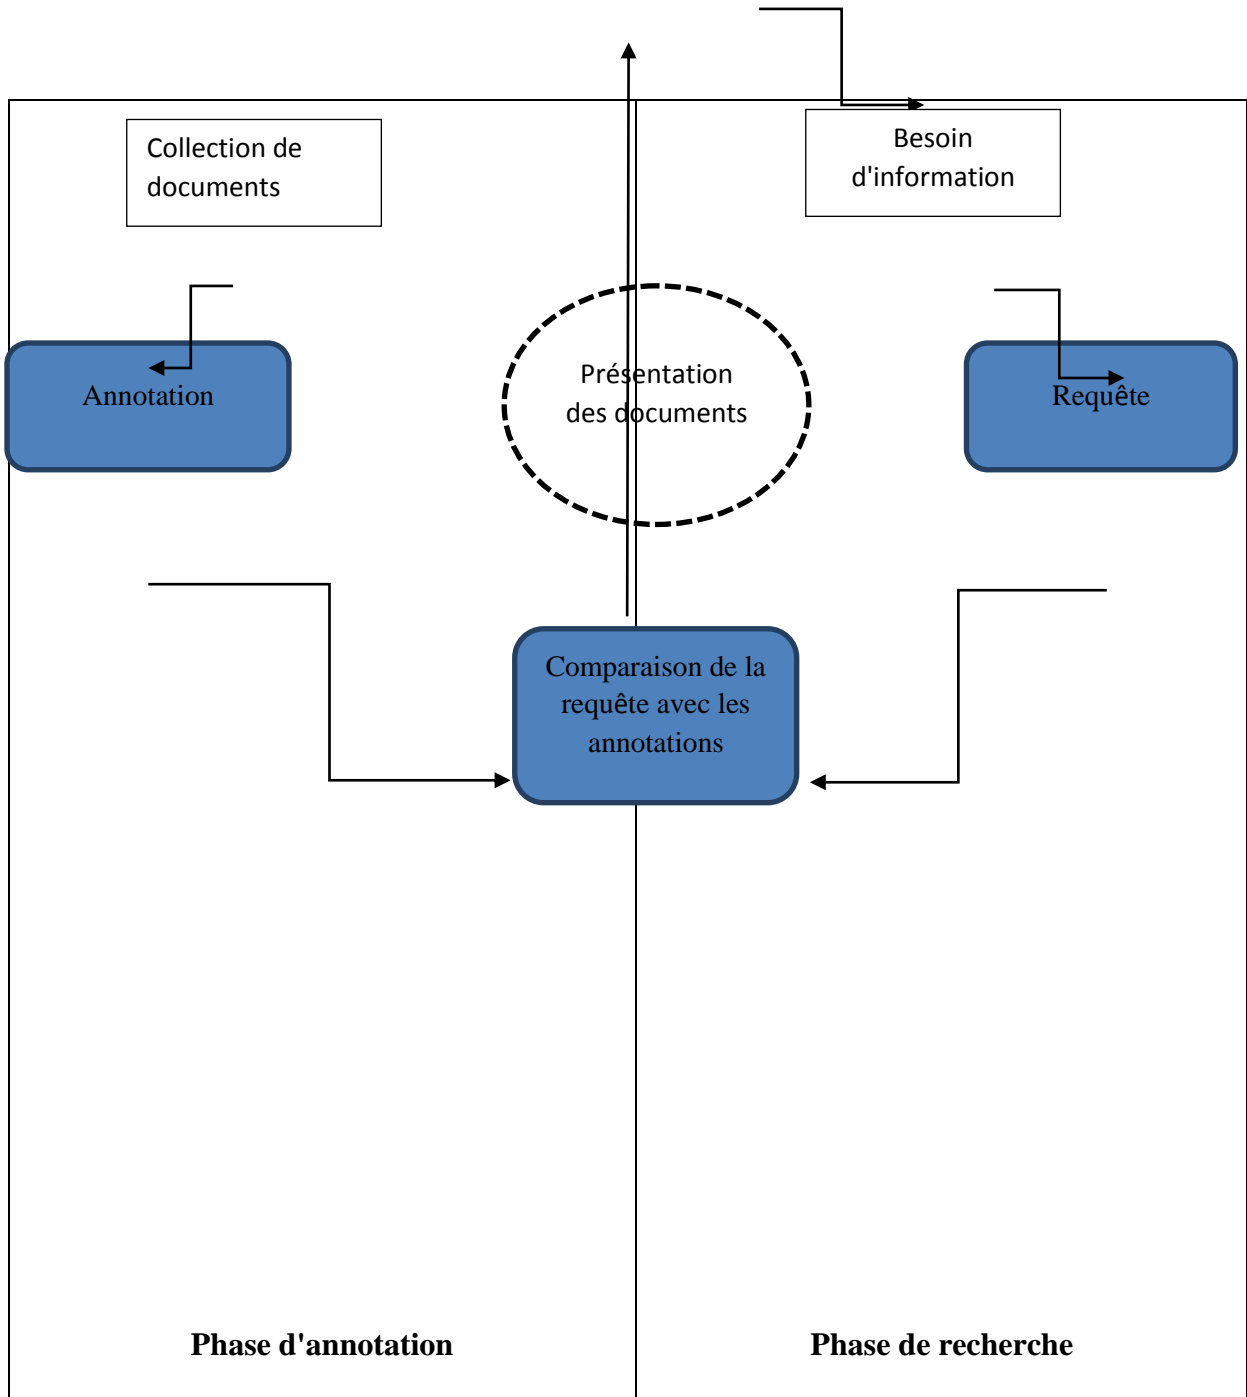 Collection de
documents
Besoin
d'information
Annotation
Présentation
des documents
Requête
Comparaison de la
requête avec les
annotations
Phase d'annotation
Phase de recherche